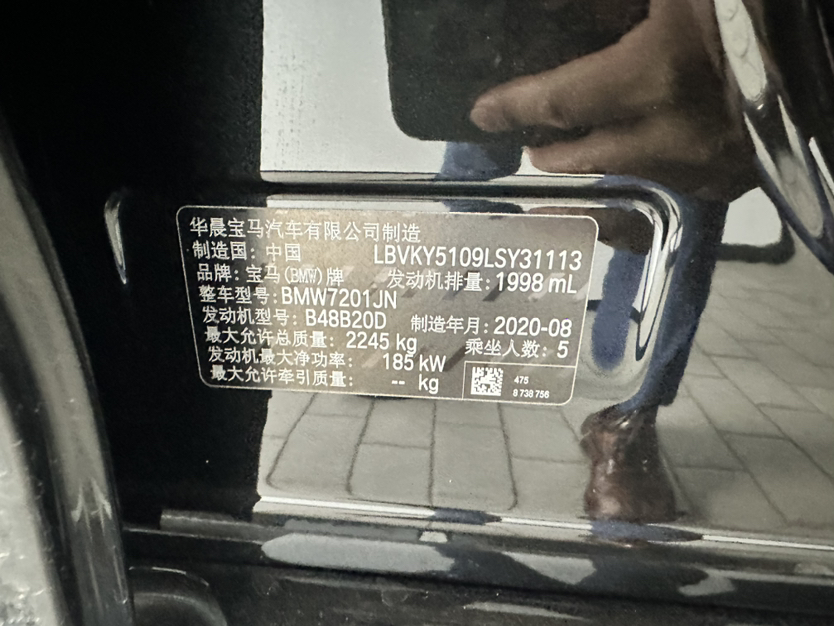 华晨宝马汽车有限公司制造
制造国: 中国 LBVKY5109LSY31113
品牌: 宝马(BMW)牌 发动机排量: 1998 mL
整车型号: BMW7201JN
发动机型号: B48B20D 制造年月: 2020-08
最大允许总质量: 2245 kg 乘坐人数: 5
发动机最大净功率: 185 kW
最大允许牵引质量: -- kg
475
8 738 756